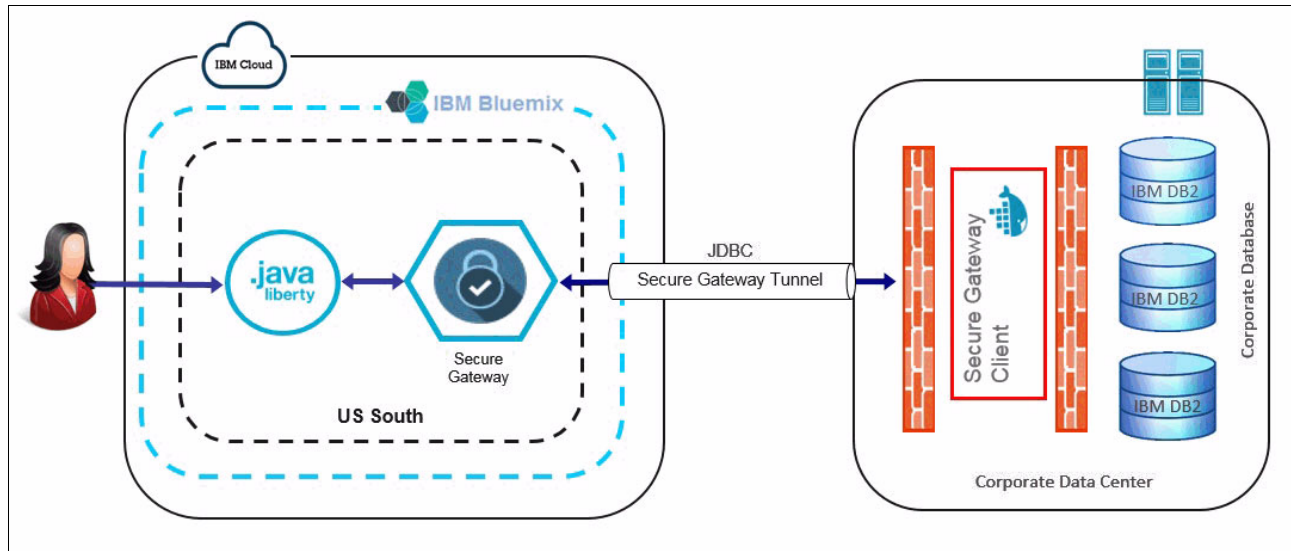 IBM Cloud
IBM Bluemix
.java
liberty
Secure
Gateway
US South
JDBC
Secure Gateway Tunnel
Secure Gateway
Client
IBM DB2
IBM DB2
IBM DB2
Corporate Database
Corporate Data Center